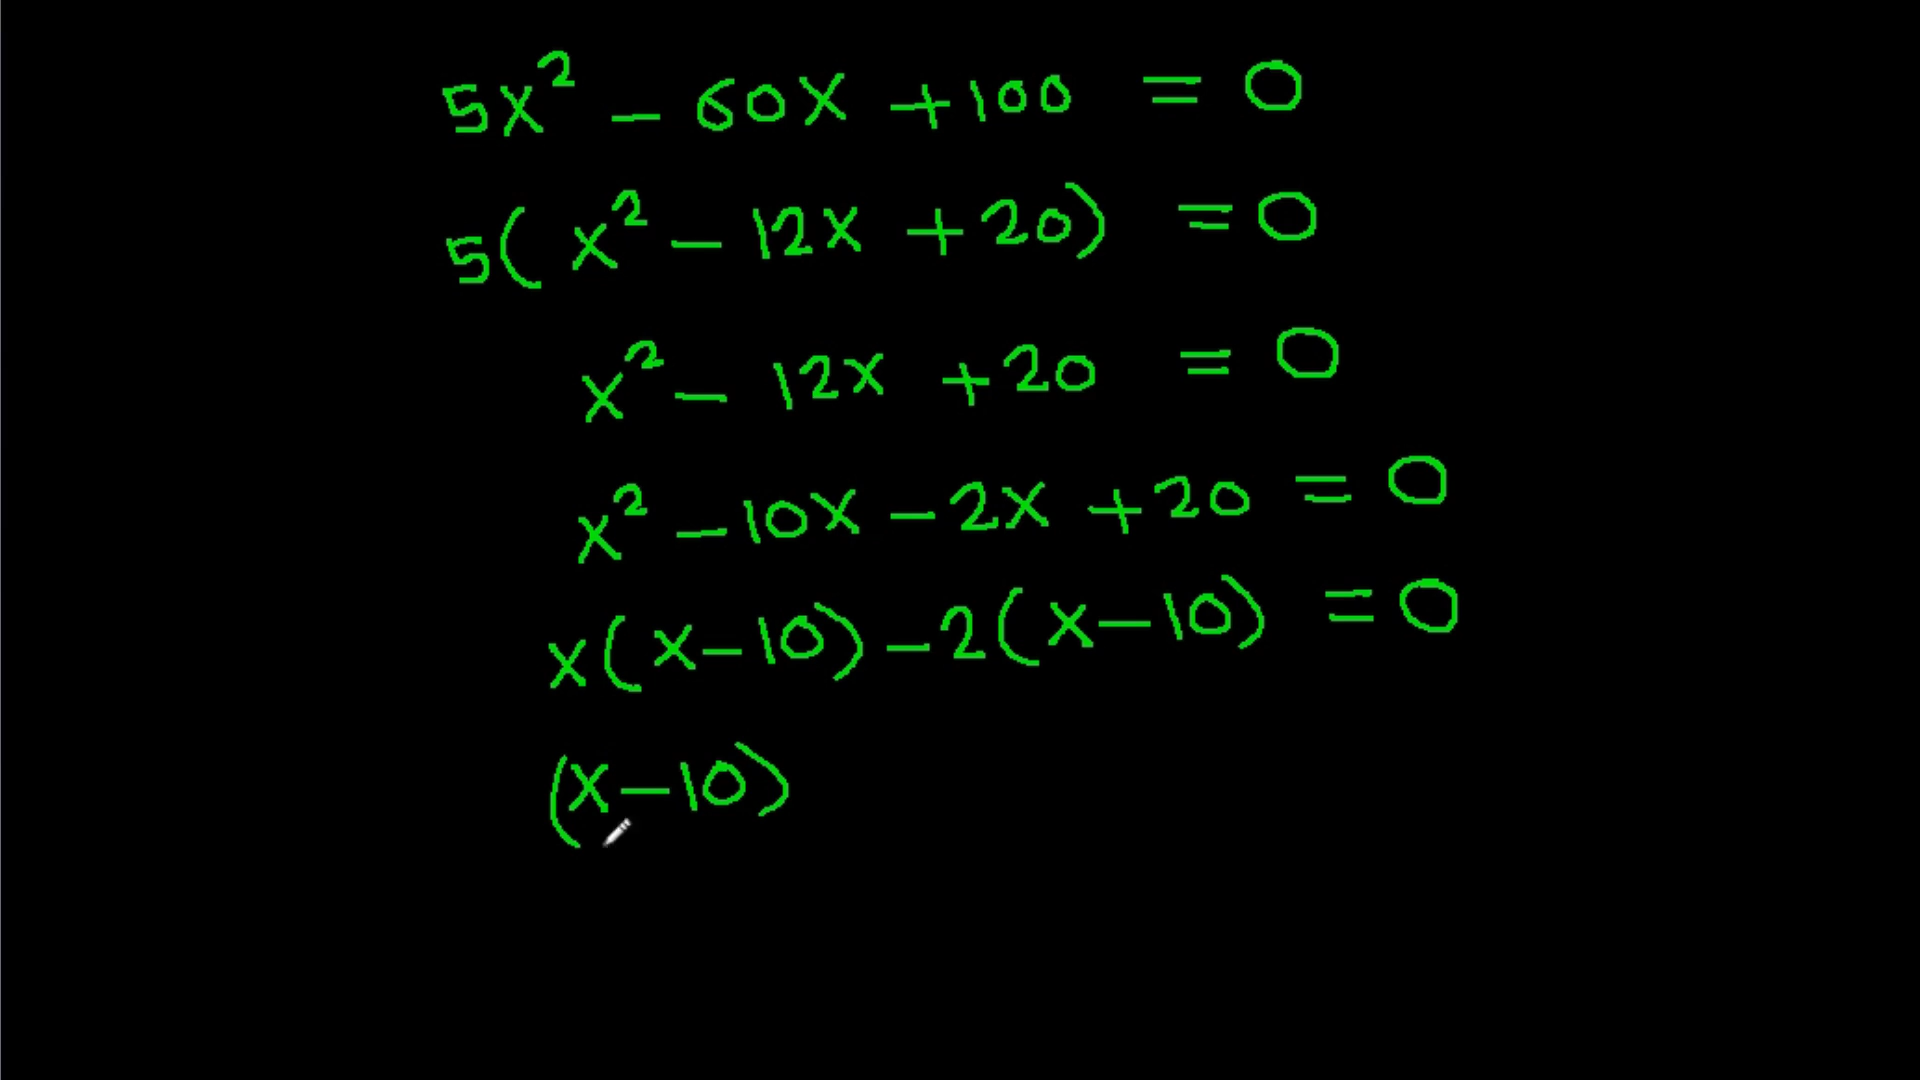 5x² - 60x + 100 = 0
5(x² - 12x + 20) = 0
x² - 12x + 20 = 0
x² - 10x - 2x + 20 = 0
x(x - 10) - 2(x - 10) = 0
(x - 10)